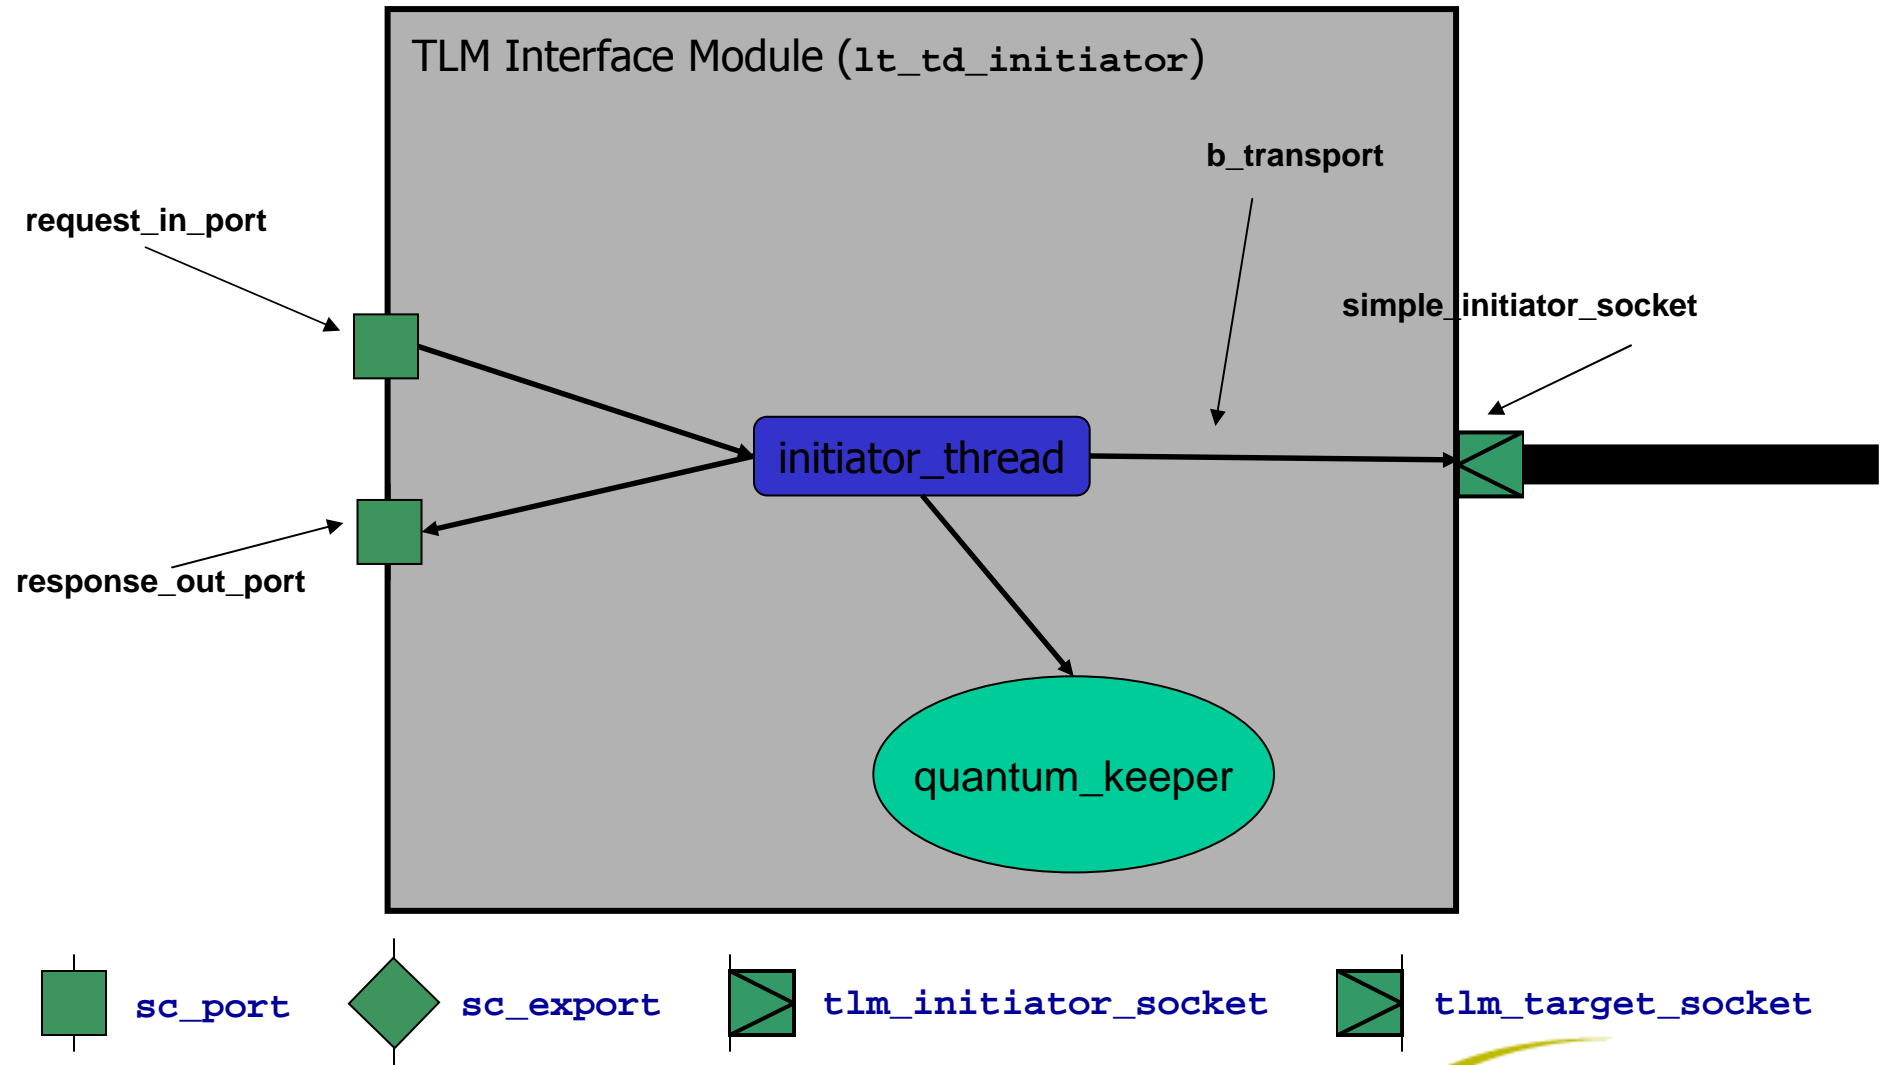 TLM Interface Module (lt_td_initiator)
b_transport
request_in_port
simple_initiator_socket
initiator_thread
response_out_port
quantum_keeper
sc_port
sc_export
tlm_initiator_socket
tlm_target_socket